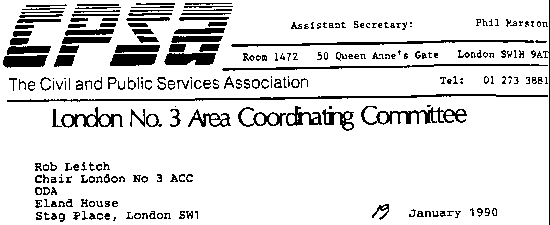 cpsa
Assistant Secretary: Phil Marston
Room 1472 50 Queen Anne's Gate London SW1H 9AT
The Civil and Public Services Association
Tel: 01 273 3881
London No. 3 Area Coordinating Committee
Rob Leitch
Chair London No 3 ACC
ODA
Eland House
Stag Place, London SW1
19 January 1990